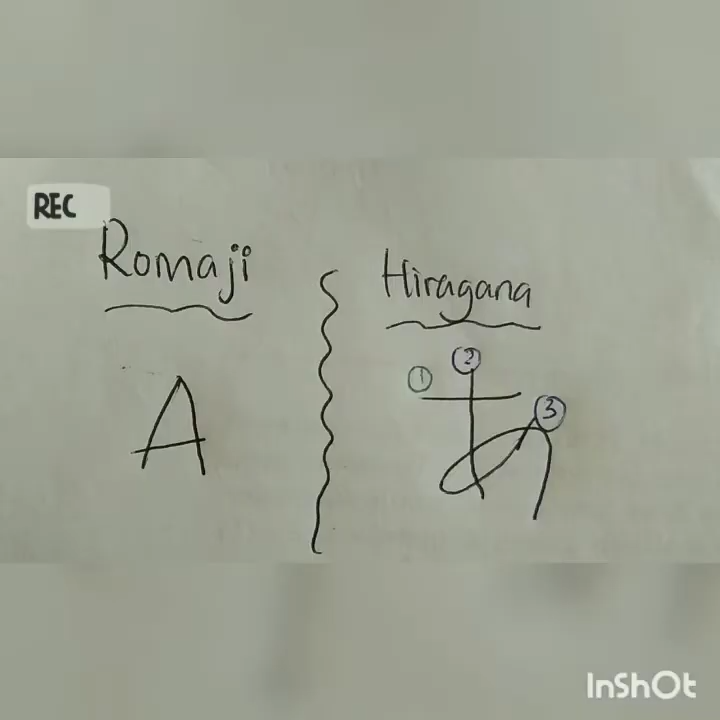 REC
Romaji
Hiragana
A
① ② ③
あ
InShOt